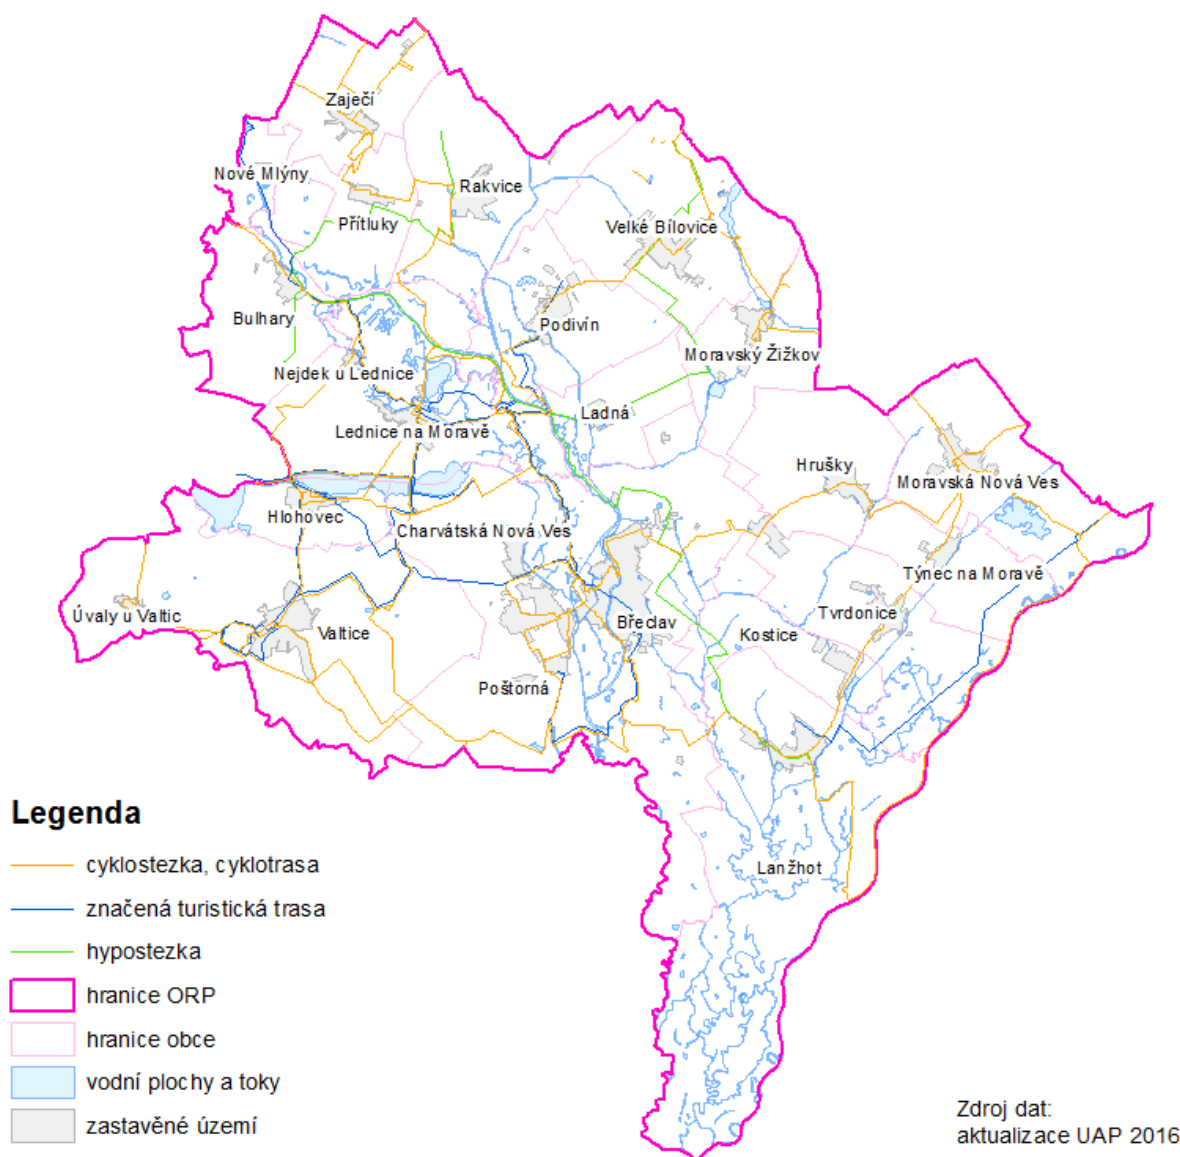 Zaječí
Nové Mlýny
Rakvice
Přítluky
Velké Bílovice
Bulhary
Podivín
Moravský Žižkov
Nejdek u Lednice
Ladná
Lednice na Moravě
Hrušky
Moravská Nová Ves
Hlohovec
Charvátská Nová Ves
Týnec na Moravě
Úvaly u Valtic
Valtice
Břeclav
Kostice
Tvrdonice
Poštorná
Lanžhot
Legenda
cyklostezka, cyklotrasa
značená turistická trasa
hypostezka
hranice ORP
hranice obce
vodní plochy a toky
zastavěné území
Zdroj dat:
aktualizace UAP 2016